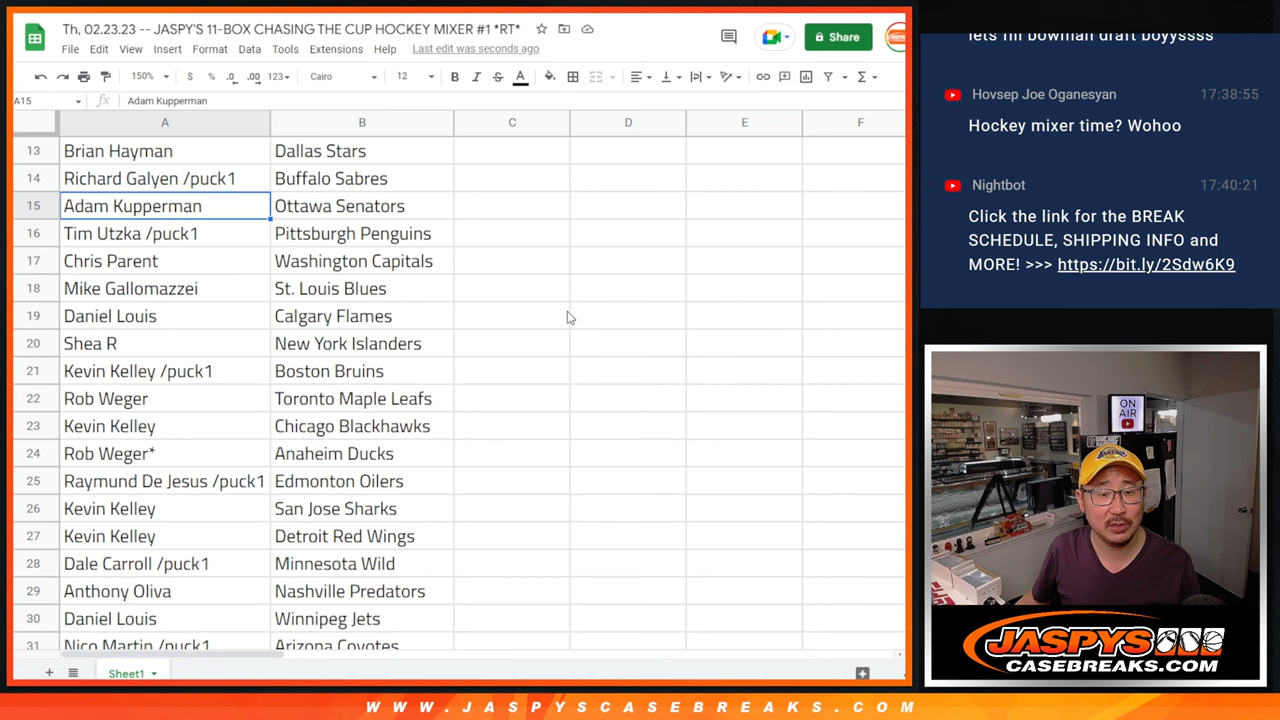 Th, 02.23.23 -- JASPY'S 11-BOX CHASING THE CUP HOCKEY MIXER #1 *RT*
File Edit View Insert Format Data Tools Extensions Help Last edit was seconds ago
Share
150% $ % .0 .00 123 Cairo 12 B I S A
A15 fx Adam Kupperman
A B C D E F
13 Brian Hayman Dallas Stars
14 Richard Galyen /puck1 Buffalo Sabres
15 Adam Kupperman Ottawa Senators
16 Tim Utzka /puck1 Pittsburgh Penguins
17 Chris Parent Washington Capitals
18 Mike Gallomazzei St. Louis Blues
19 Daniel Louis Calgary Flames
20 Shea R New York Islanders
21 Kevin Kelley /puck1 Boston Bruins
22 Rob Weger Toronto Maple Leafs
23 Kevin Kelley Chicago Blackhawks
24 Rob Weger* Anaheim Ducks
25 Raymund De Jesus /puck1 Edmonton Oilers
26 Kevin Kelley San Jose Sharks
27 Kevin Kelley Detroit Red Wings
28 Dale Carroll /puck1 Minnesota Wild
29 Anthony Oliva Nashville Predators
30 Daniel Louis Winnipeg Jets
31 Nico Martin /puck1 Arizona Coyotes
Sheet1
lets fill bowman draft boyyssss
Hovsep Joe Oganesyan 17:38:55
Hockey mixer time? Wohoo
Nightbot 17:40:21
Click the link for the BREAK
SCHEDULE, SHIPPING INFO and
MORE! >>> https://bit.ly/2Sdw6K9
ON
AIR
JASPYS
CASEBREAKS.COM
WWW.JASPYSCASEBREAKS.COM